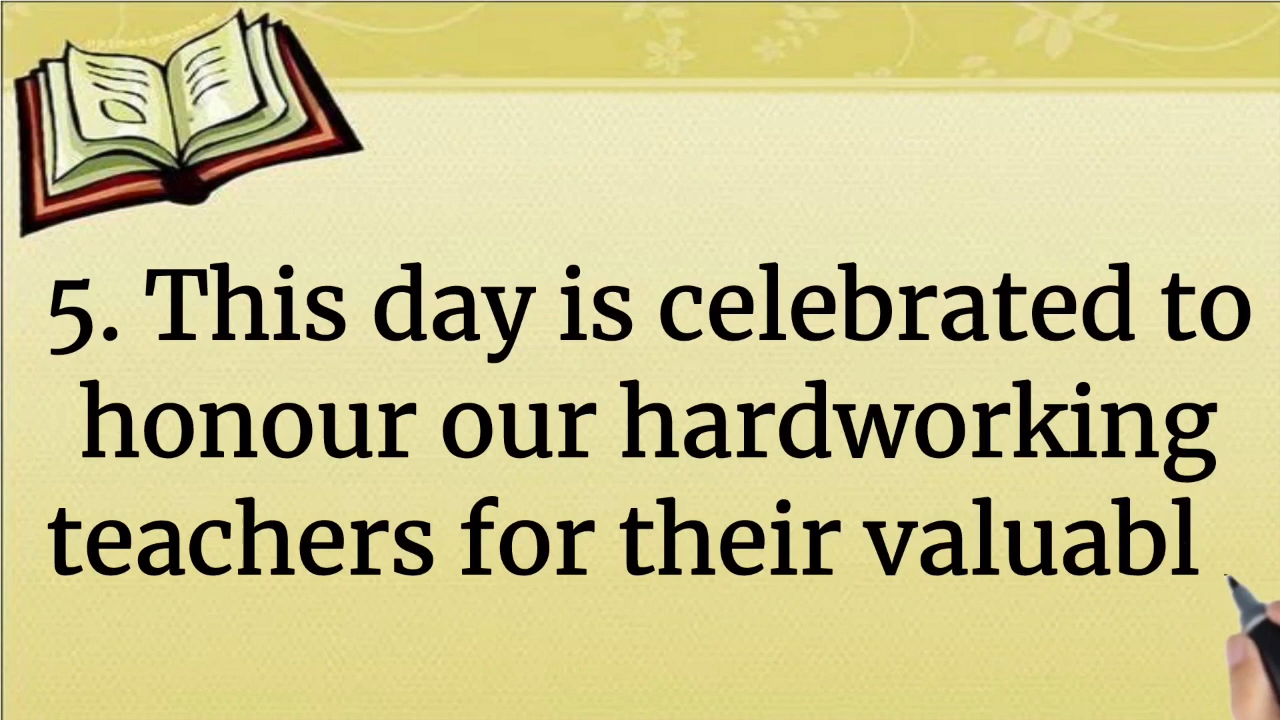 5. This day is celebrated to
honour our hardworking
teachers for their valuabl